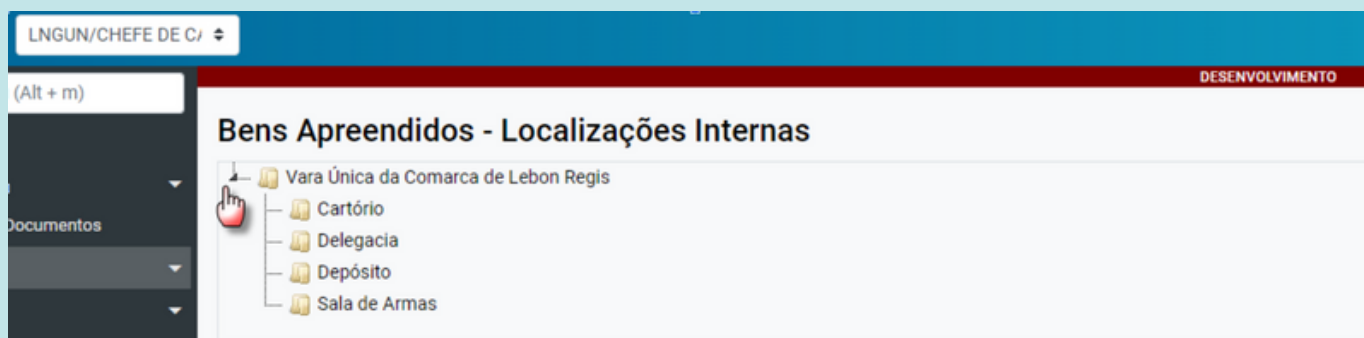 LNGUN/CHEFE DE CA
DESENVOLVIMENTO
(Alt + m)
Bens Apreendidos - Localizações Internas
Vara Única da Comarca de Lebon Regis
Cartório
Documentos
Delegacia
Depósito
Sala de Armas